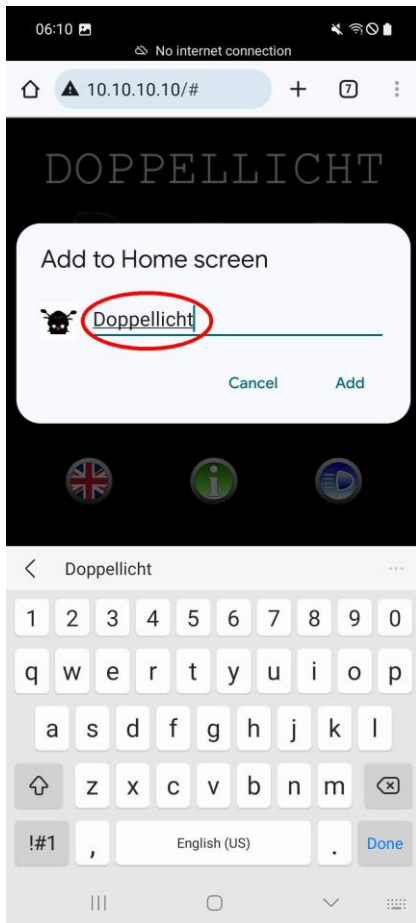 06:10
No internet connection
10.10.10.10/#
7
DOPPELLICHT
Add to Home screen
Doppellicht
Cancel Add
Doppellicht
1 2 3 4 5 6 7 8 9 0
q w e r t y u i o p
a s d f g h j k l
z x c v b n m
!#1 , English (US) . Done